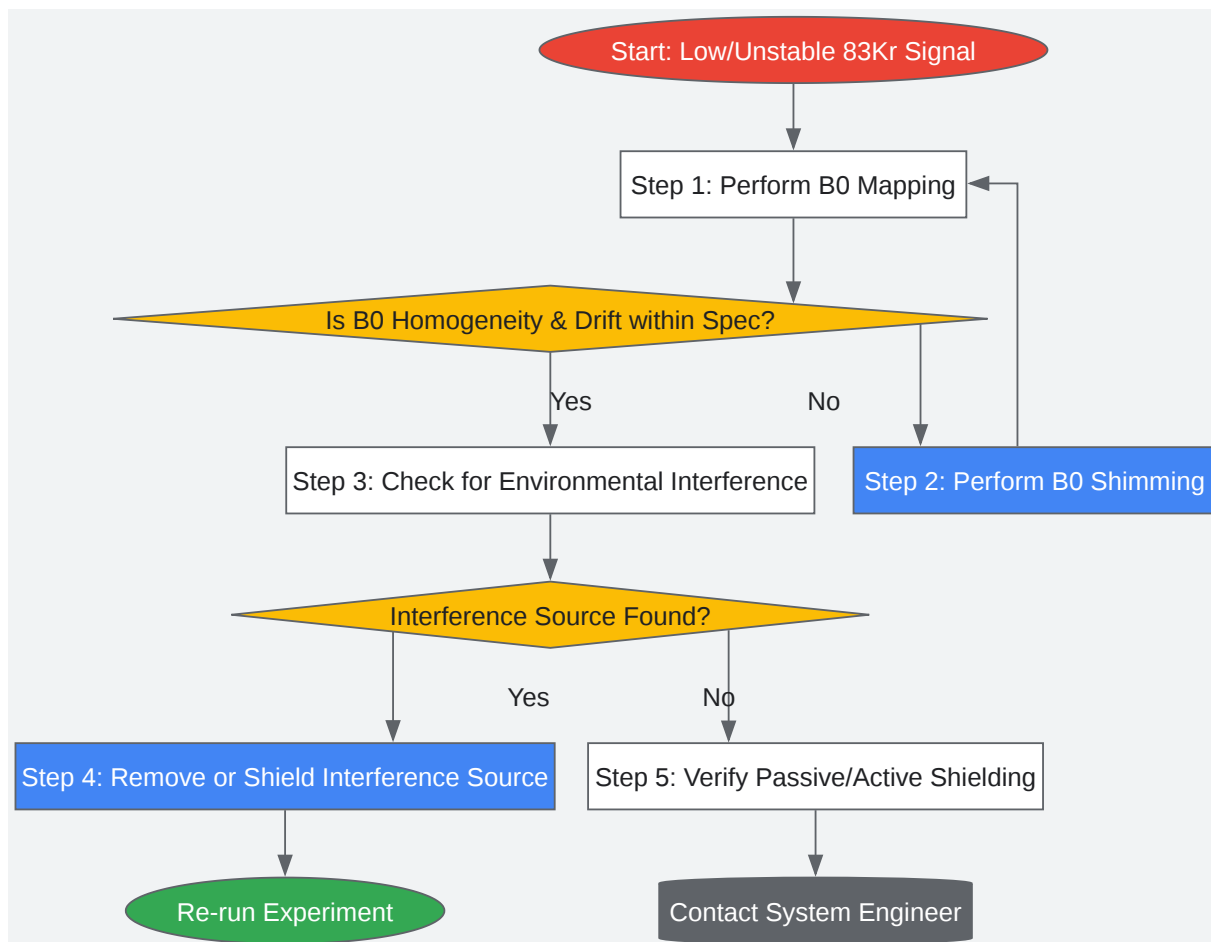 Start: Low/Unstable 83Kr Signal
Step 1: Perform B0 Mapping
Is B0 Homogeneity & Drift within Spec?
Yes
No
Step 3: Check for Environmental Interference
Step 2: Perform B0 Shimming
Interference Source Found?
Yes
No
Step 4: Remove or Shield Interference Source
Step 5: Verify Passive/Active Shielding
Re-run Experiment
Contact System Engineer